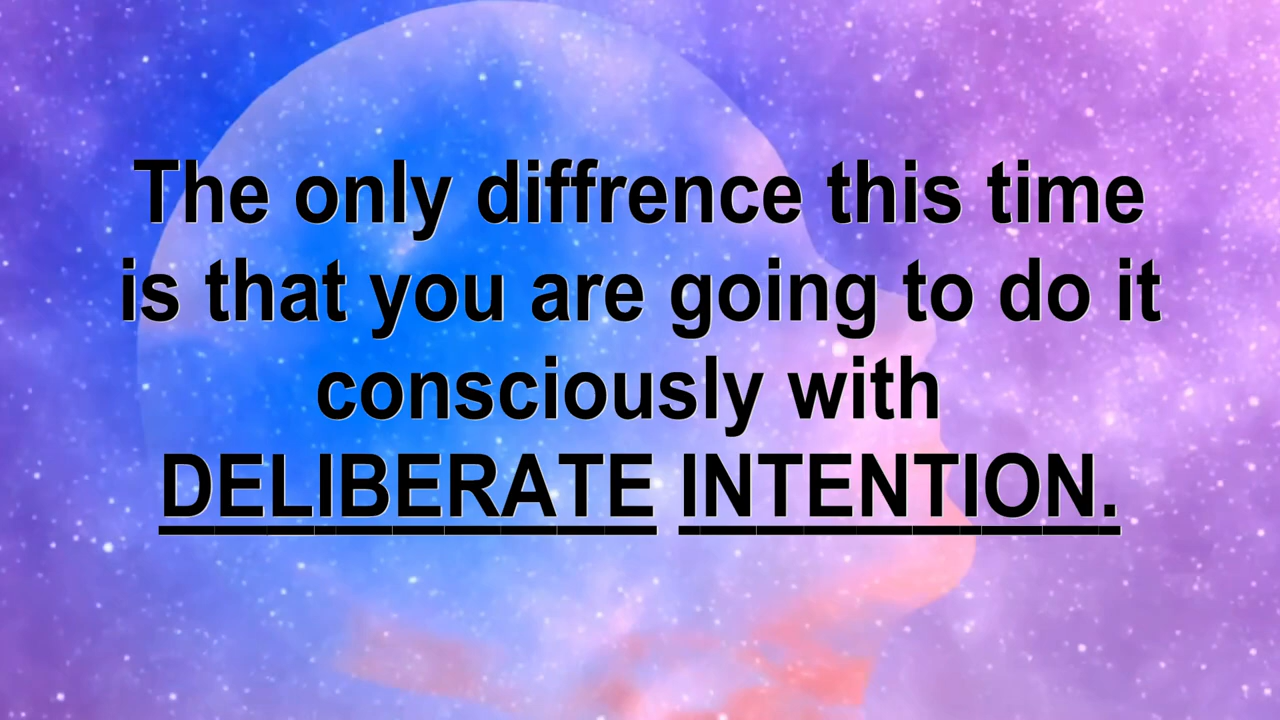 The only diffrence this time
is that you are going to do it
consciously with
DELIBERATE INTENTION.